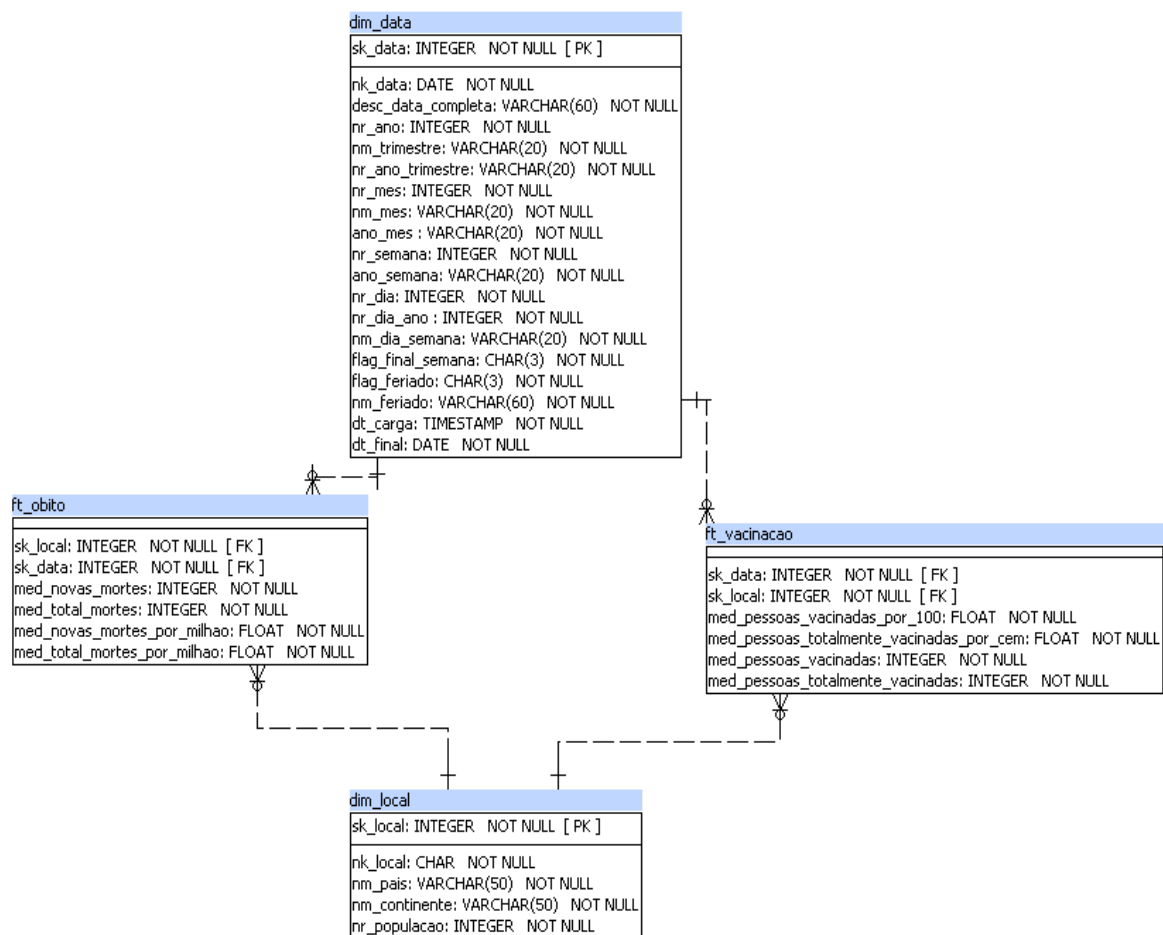 dim_data
sk_data: INTEGER NOT NULL [ PK ]
nk_data: DATE NOT NULL
desc_data_completa: VARCHAR(60) NOT NULL
nr_ano: INTEGER NOT NULL
nm_trimestre: VARCHAR(20) NOT NULL
nr_ano_trimestre: VARCHAR(20) NOT NULL
nr_mes: INTEGER NOT NULL
nm_mes: VARCHAR(20) NOT NULL
ano_mes : VARCHAR(20) NOT NULL
nr_semana: INTEGER NOT NULL
ano_semana: VARCHAR(20) NOT NULL
nr_dia: INTEGER NOT NULL
nr_dia_ano : INTEGER NOT NULL
nm_dia_semana: VARCHAR(20) NOT NULL
flag_final_semana: CHAR(3) NOT NULL
flag_feriado: CHAR(3) NOT NULL
nm_feriado: VARCHAR(60) NOT NULL
dt_carga: TIMESTAMP NOT NULL
dt_final: DATE NOT NULL
ft_obito
sk_local: INTEGER NOT NULL [ FK ]
sk_data: INTEGER NOT NULL [ FK ]
med_novas_mortes: INTEGER NOT NULL
med_total_mortes: INTEGER NOT NULL
med_novas_mortes_por_milhao: FLOAT NOT NULL
med_total_mortes_por_milhao: FLOAT NOT NULL
ft_vacinacao
sk_data: INTEGER NOT NULL [ FK ]
sk_local: INTEGER NOT NULL [ FK ]
med_pessoas_vacinadas_por_100: FLOAT NOT NULL
med_pessoas_totalmente_vacinadas_por_cem: FLOAT NOT NULL
med_pessoas_vacinadas: INTEGER NOT NULL
med_pessoas_totalmente_vacinadas: INTEGER NOT NULL
dim_local
sk_local: INTEGER NOT NULL [ PK ]
nk_local: CHAR NOT NULL
nm_pais: VARCHAR(50) NOT NULL
nm_continente: VARCHAR(50) NOT NULL
nr_populacao: INTEGER NOT NULL